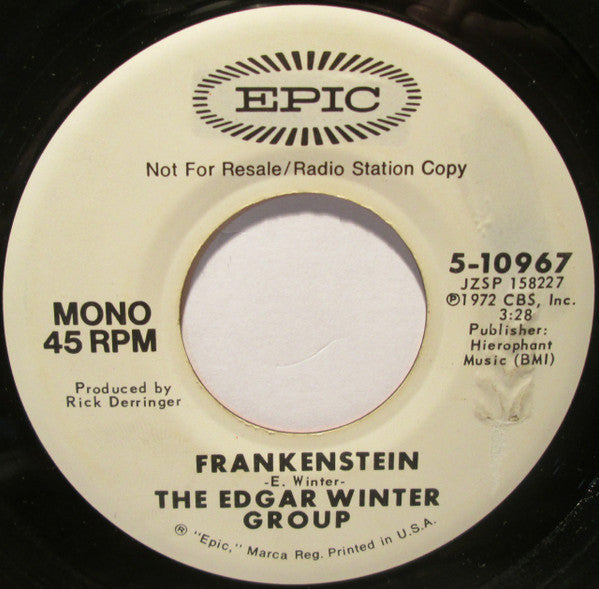 EPIC
Not For Resale/Radio Station Copy
5-10967
JZSP 158227
℗1972 CBS, Inc.
3:28
Publisher:
Hierophant
Music (BMI)
MONO
45 RPM
Produced by
Rick Derringer
FRANKENSTEIN
-E. Winter-
THE EDGAR WINTER
GROUP
® "Epic," Marca Reg. Printed in U.S.A.